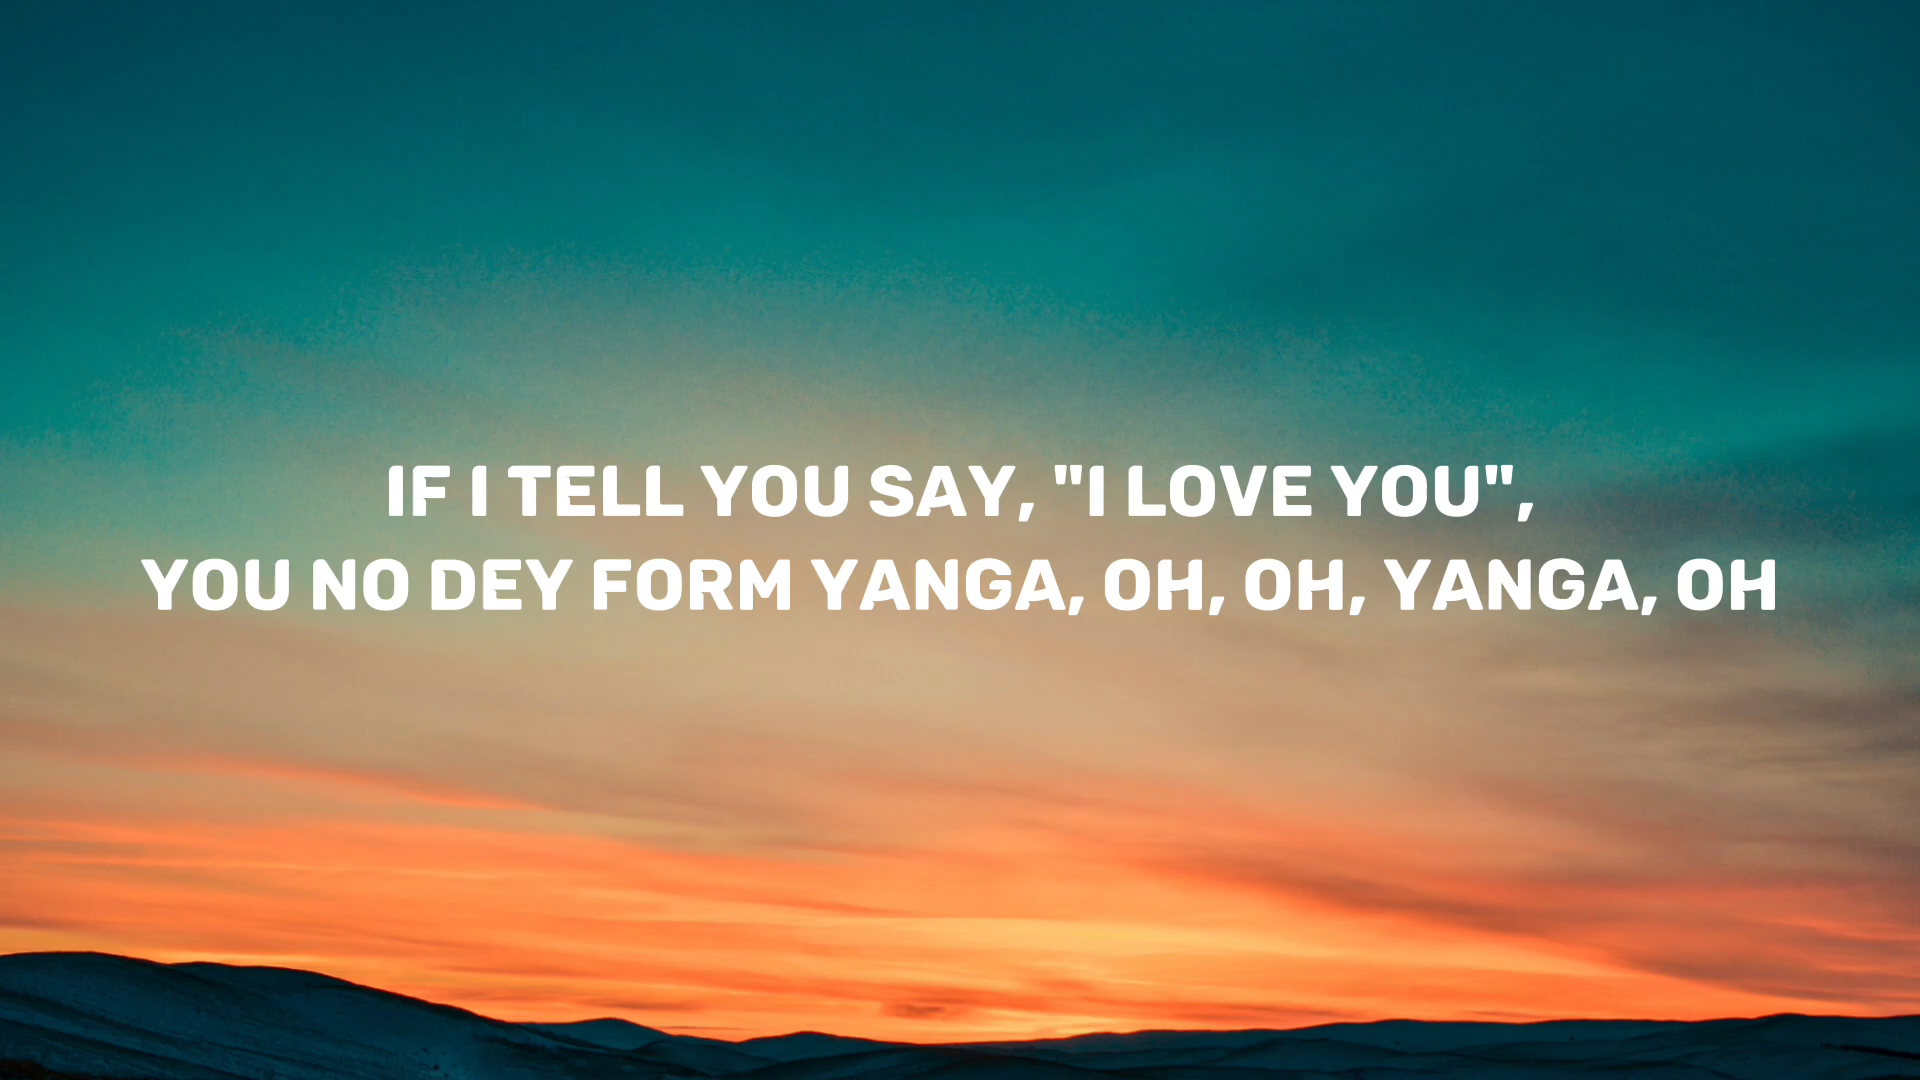 IF I TELL YOU SAY, "I LOVE YOU",
YOU NO DEY FORM YANGA, OH, OH, YANGA, OH